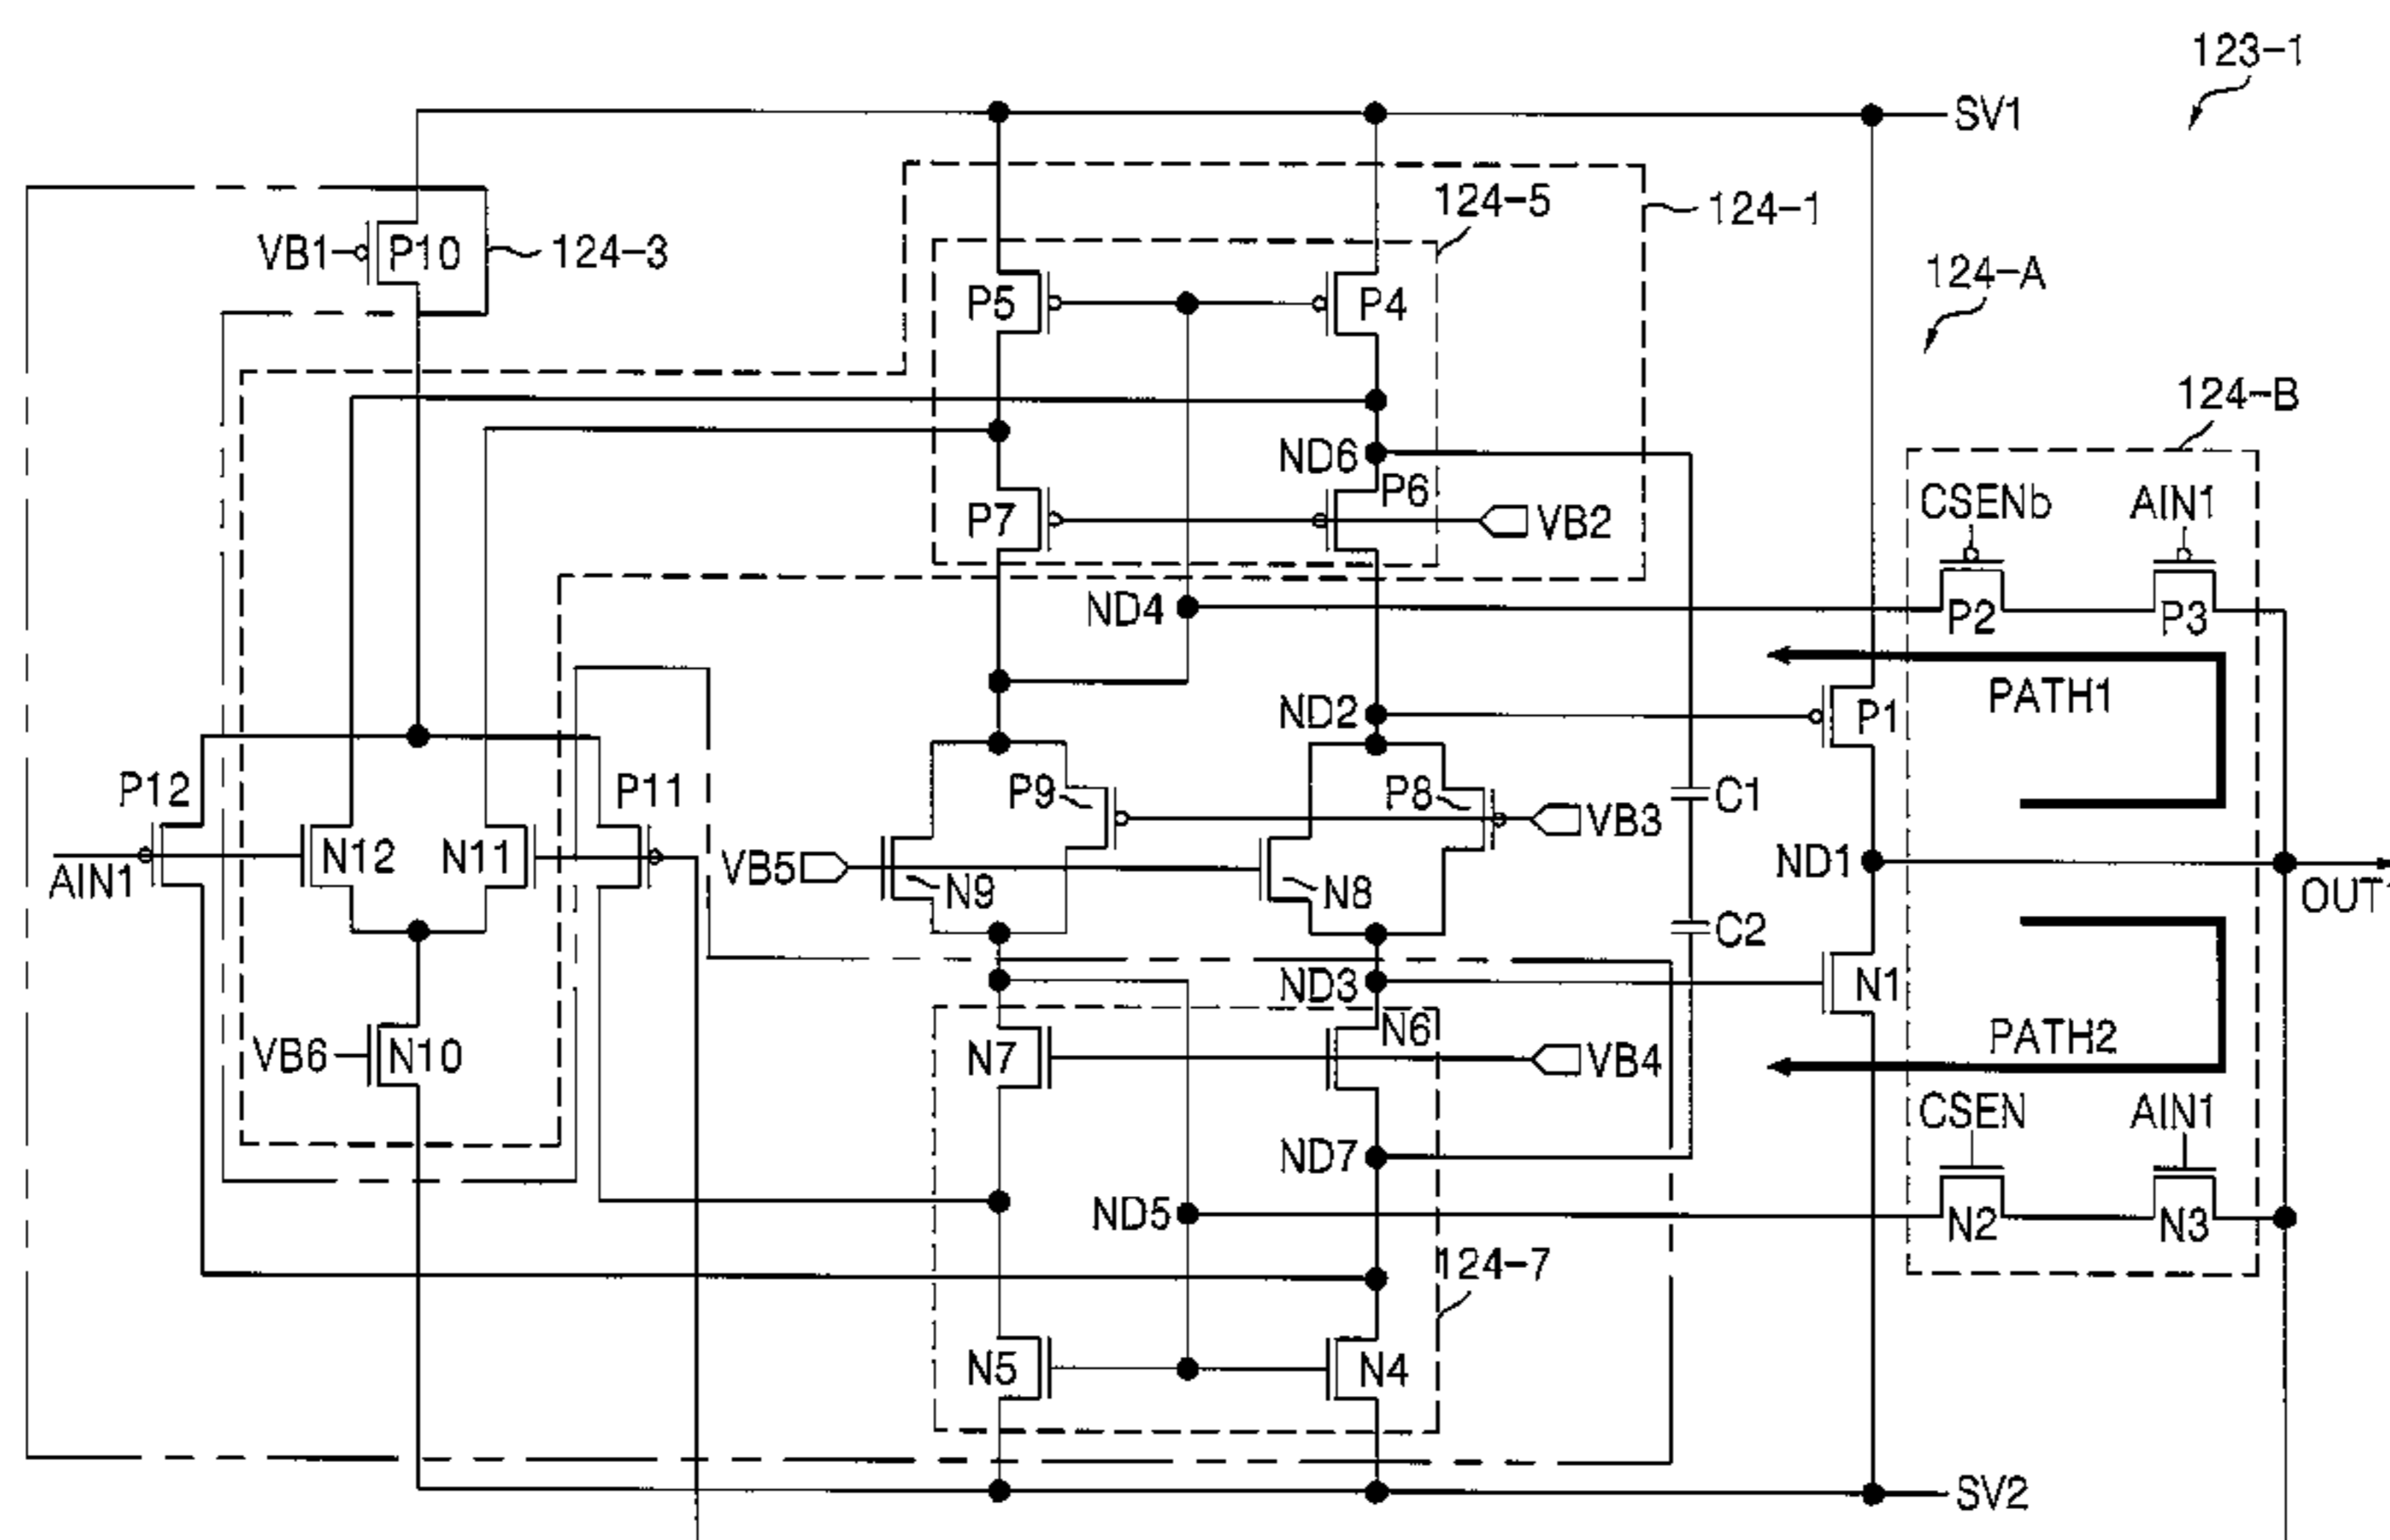 123-1
SV1
124-5
124-1
VB1
P10
124-3
124-A
P5
P4
124-B
ND6
P6
CSENb
AIN1
P7
VB2
ND4
P2
P3
PATH1
ND2
P1
P12
P11
P9
P8
C1
VB3
N12
N11
VB5
ND1
AIN1
N9
N8
OUT1
C2
ND3
N1
N6
VB6
N10
N7
VB4
PATH2
CSEN
AIN1
ND7
ND5
N2
N3
124-7
N5
N4
SV2